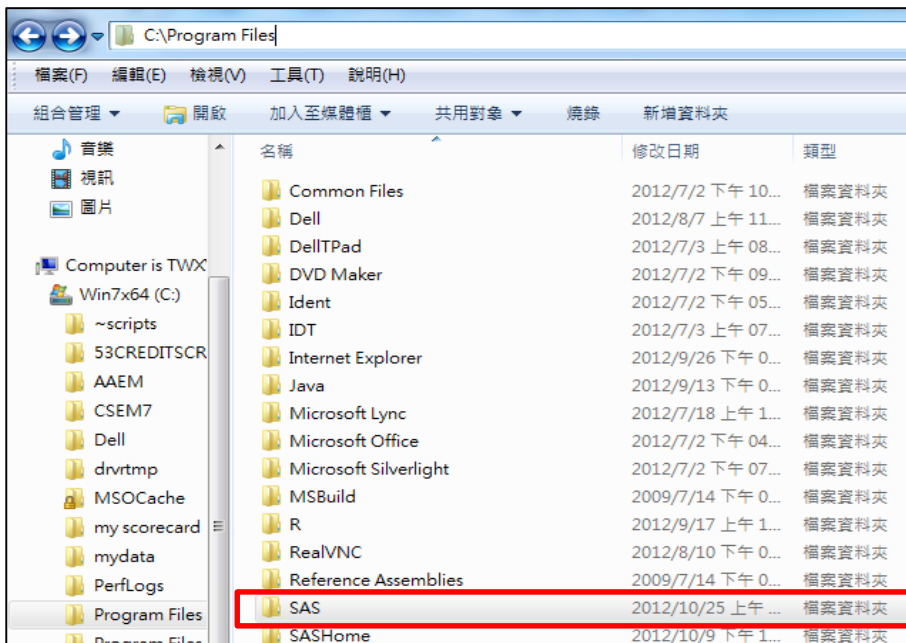 C:\Program Files
檔案(F) 編輯(E) 檢視(V) 工具(T) 說明(H)
組合管理 開啟 加入至媒體櫃 共用對象 燒錄 新增資料夾
音樂
視訊
圖片
Computer is TWX
Win7x64 (C:)
~scripts
53CREDITSCR
AAEM
CSEM7
Dell
drvrtmp
MSOCache
my scorecard
mydata
PerfLogs
Program Files
Program Files
名稱 修改日期 類型
Common Files 2012/7/2 下午 10... 檔案資料夾
Dell 2012/8/7 上午 11... 檔案資料夾
DellTPad 2012/7/3 上午 08... 檔案資料夾
DVD Maker 2012/7/2 下午 09... 檔案資料夾
Ident 2012/7/2 下午 05... 檔案資料夾
IDT 2012/7/3 上午 07... 檔案資料夾
Internet Explorer 2012/9/26 下午 0... 檔案資料夾
Java 2012/9/13 下午 0... 檔案資料夾
Microsoft Lync 2012/7/18 上午 1... 檔案資料夾
Microsoft Office 2012/7/2 下午 04... 檔案資料夾
Microsoft Silverlight 2012/7/2 下午 07... 檔案資料夾
MSBuild 2009/7/14 下午 0... 檔案資料夾
R 2012/9/17 上午 1... 檔案資料夾
RealVNC 2012/8/10 下午 0... 檔案資料夾
Reference Assemblies 2009/7/14 下午 0... 檔案資料夾
SAS 2012/10/25 上午 ... 檔案資料夾
SASHome 2012/10/9 下午 1... 檔案資料夾